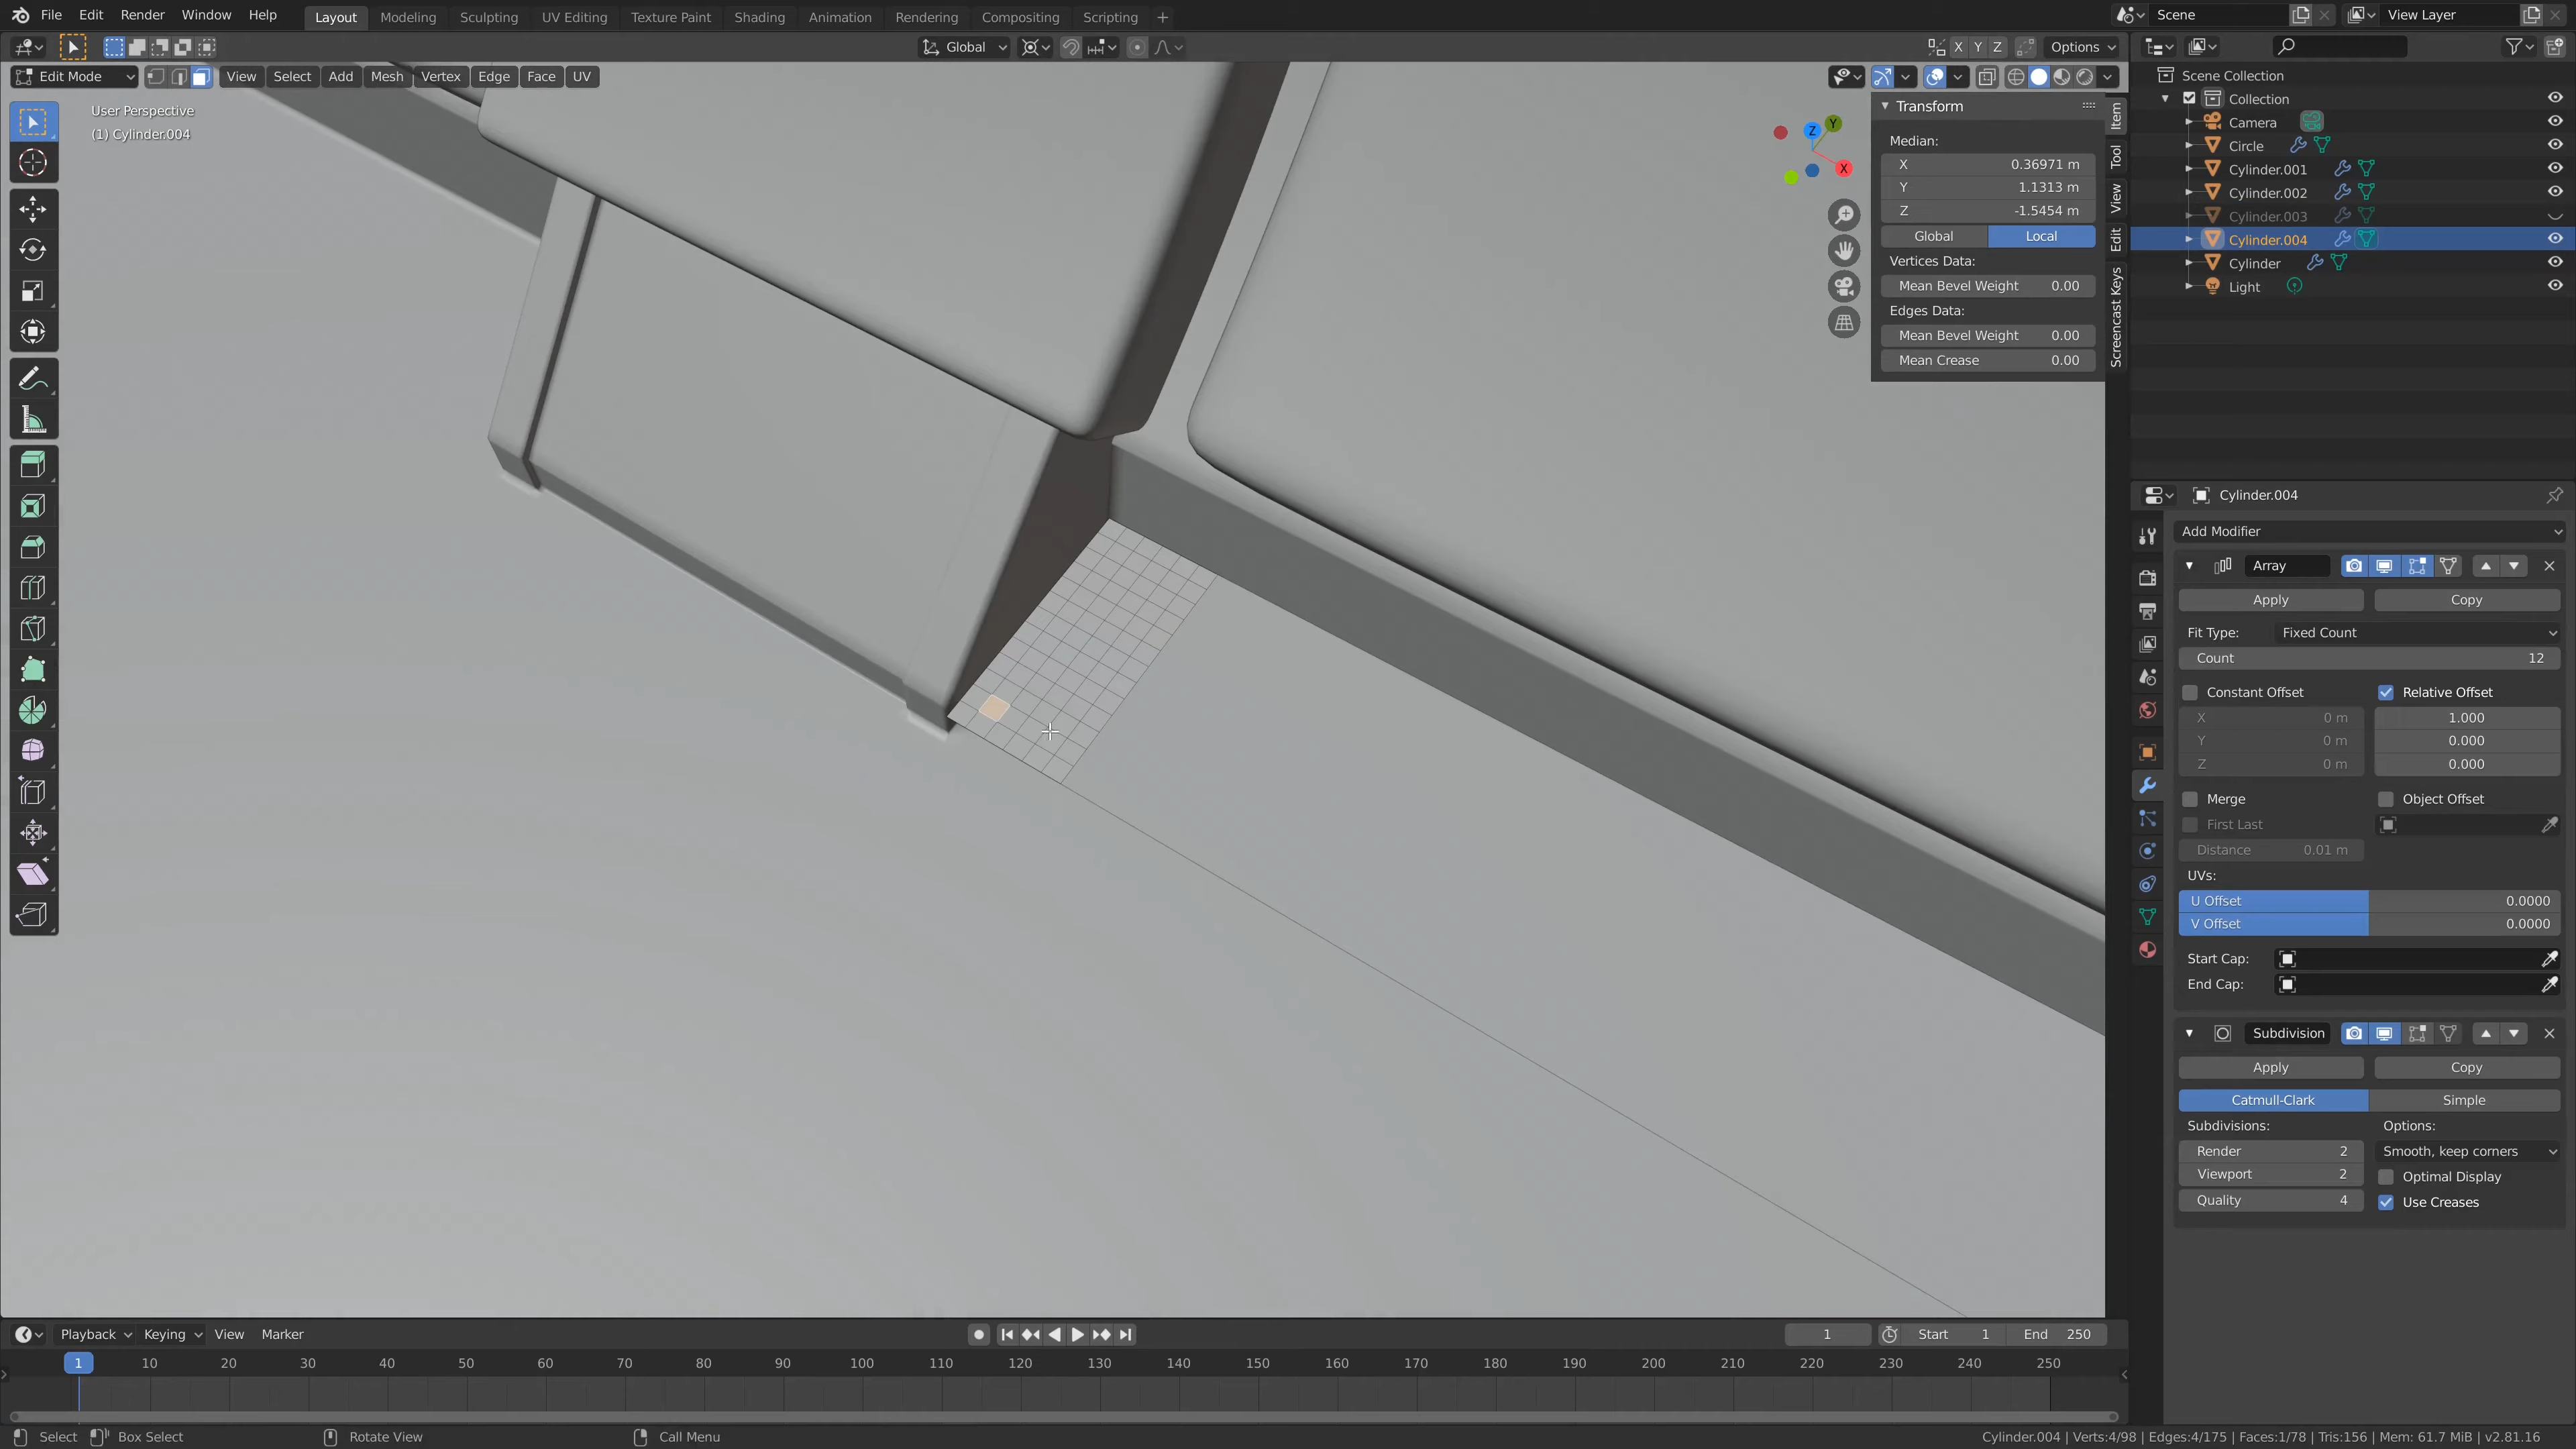 File Edit Render Window Help Layout Modeling Sculpting UV Editing Texture Paint Shading Animation Rendering Compositing Scripting + Scene View Layer
Global X Y Z Options
Edit Mode View Select Add Mesh Vertex Edge Face UV
User Perspective
(1) Cylinder.004
Z Y X
Transform
Median:
X 0.36971 m
Y 1.1313 m
Z -1.5454 m
Global Local
Vertices Data:
Mean Bevel Weight 0.00
Edges Data:
Mean Bevel Weight 0.00
Mean Crease 0.00
Item
Tool
View
Edit
Screencast Keys
Scene Collection
Collection
Camera
Circle
Cylinder.001
Cylinder.002
Cylinder.003
Cylinder.004
Cylinder
Light
Cylinder.004
Add Modifier
Array
Apply Copy
Fit Type: Fixed Count
Count 12
Constant Offset Relative Offset
X 0 m 1.000
Y 0 m 0.000
Z 0 m 0.000
Merge Object Offset
First Last
Distance 0.01 m
UVs:
U Offset 0.0000
V Offset 0.0000
Start Cap:
End Cap:
Subdivision
Apply Copy
Catmull-Clark Simple
Subdivisions: Options:
Render 2 Smooth, keep corners
Viewport 2 Optimal Display
Quality 4 Use Creases
Playback Keying View Marker 1 Start 1 End 250
1 10 20 30 40 50 60 70 80 90 100 110 120 130 140 150 160 170 180 190 200 210 220 230 240 250
Select Box Select Rotate View Call Menu Cylinder.004 | Verts:4/98 | Edges:4/175 | Faces:1/78 | Tris:156 | Mem: 61.7 MiB | v2.81.16